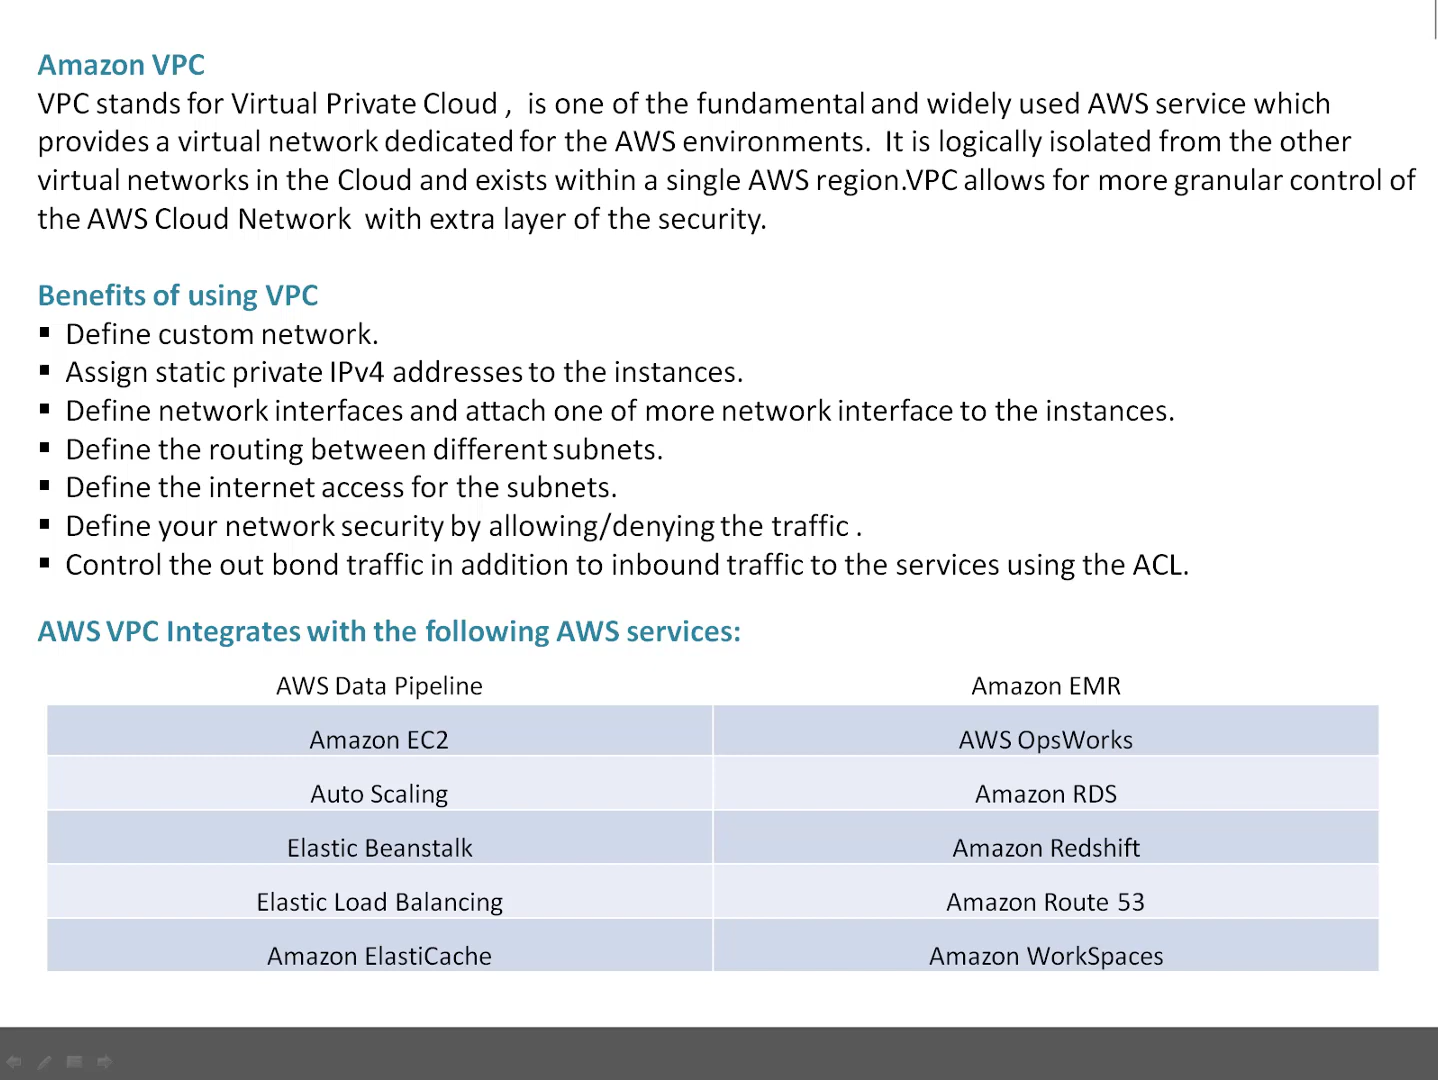 Amazon VPC
VPC stands for Virtual Private Cloud ,  is one of the fundamental and widely used AWS service which
provides a virtual network dedicated for the AWS environments.  It is logically isolated from the other
virtual networks in the Cloud and exists within a single AWS region.VPC allows for more granular control of
the AWS Cloud Network  with extra layer of the security.
Benefits of using VPC
▪ Define custom network.
▪ Assign static private IPv4 addresses to the instances.
▪ Define network interfaces and attach one of more network interface to the instances.
▪ Define the routing between different subnets.
▪ Define the internet access for the subnets.
▪ Define your network security by allowing/denying the traffic .
▪ Control the out bond traffic in addition to inbound traffic to the services using the ACL.
AWS VPC Integrates with the following AWS services:
AWS Data Pipeline Amazon EMR
Amazon EC2 AWS OpsWorks
Auto Scaling Amazon RDS
Elastic Beanstalk Amazon Redshift
Elastic Load Balancing Amazon Route 53
Amazon ElastiCache Amazon WorkSpaces